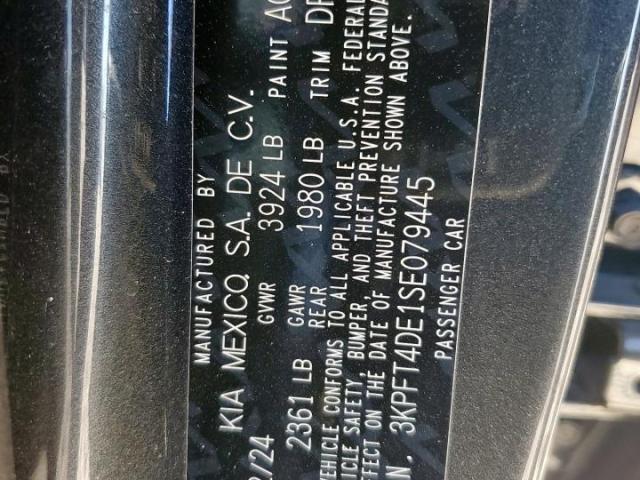 MANUFACTURED BY
KIA MEXICO, S.A. DE C.V.
2/24 GVWR 3924 LB PAINT
GAWR
2361 LB REAR 1980 LB TRIM
VEHICLE CONFORMS TO ALL APPLICABLE U.S.A. FEDERAL
VEHICLE SAFETY, BUMPER, AND THEFT PREVENTION
EFFECT ON THE DATE OF MANUFACTURE SHOWN ABOVE.
N. 3KPFT4DE1SE079445
PASSENGER CAR